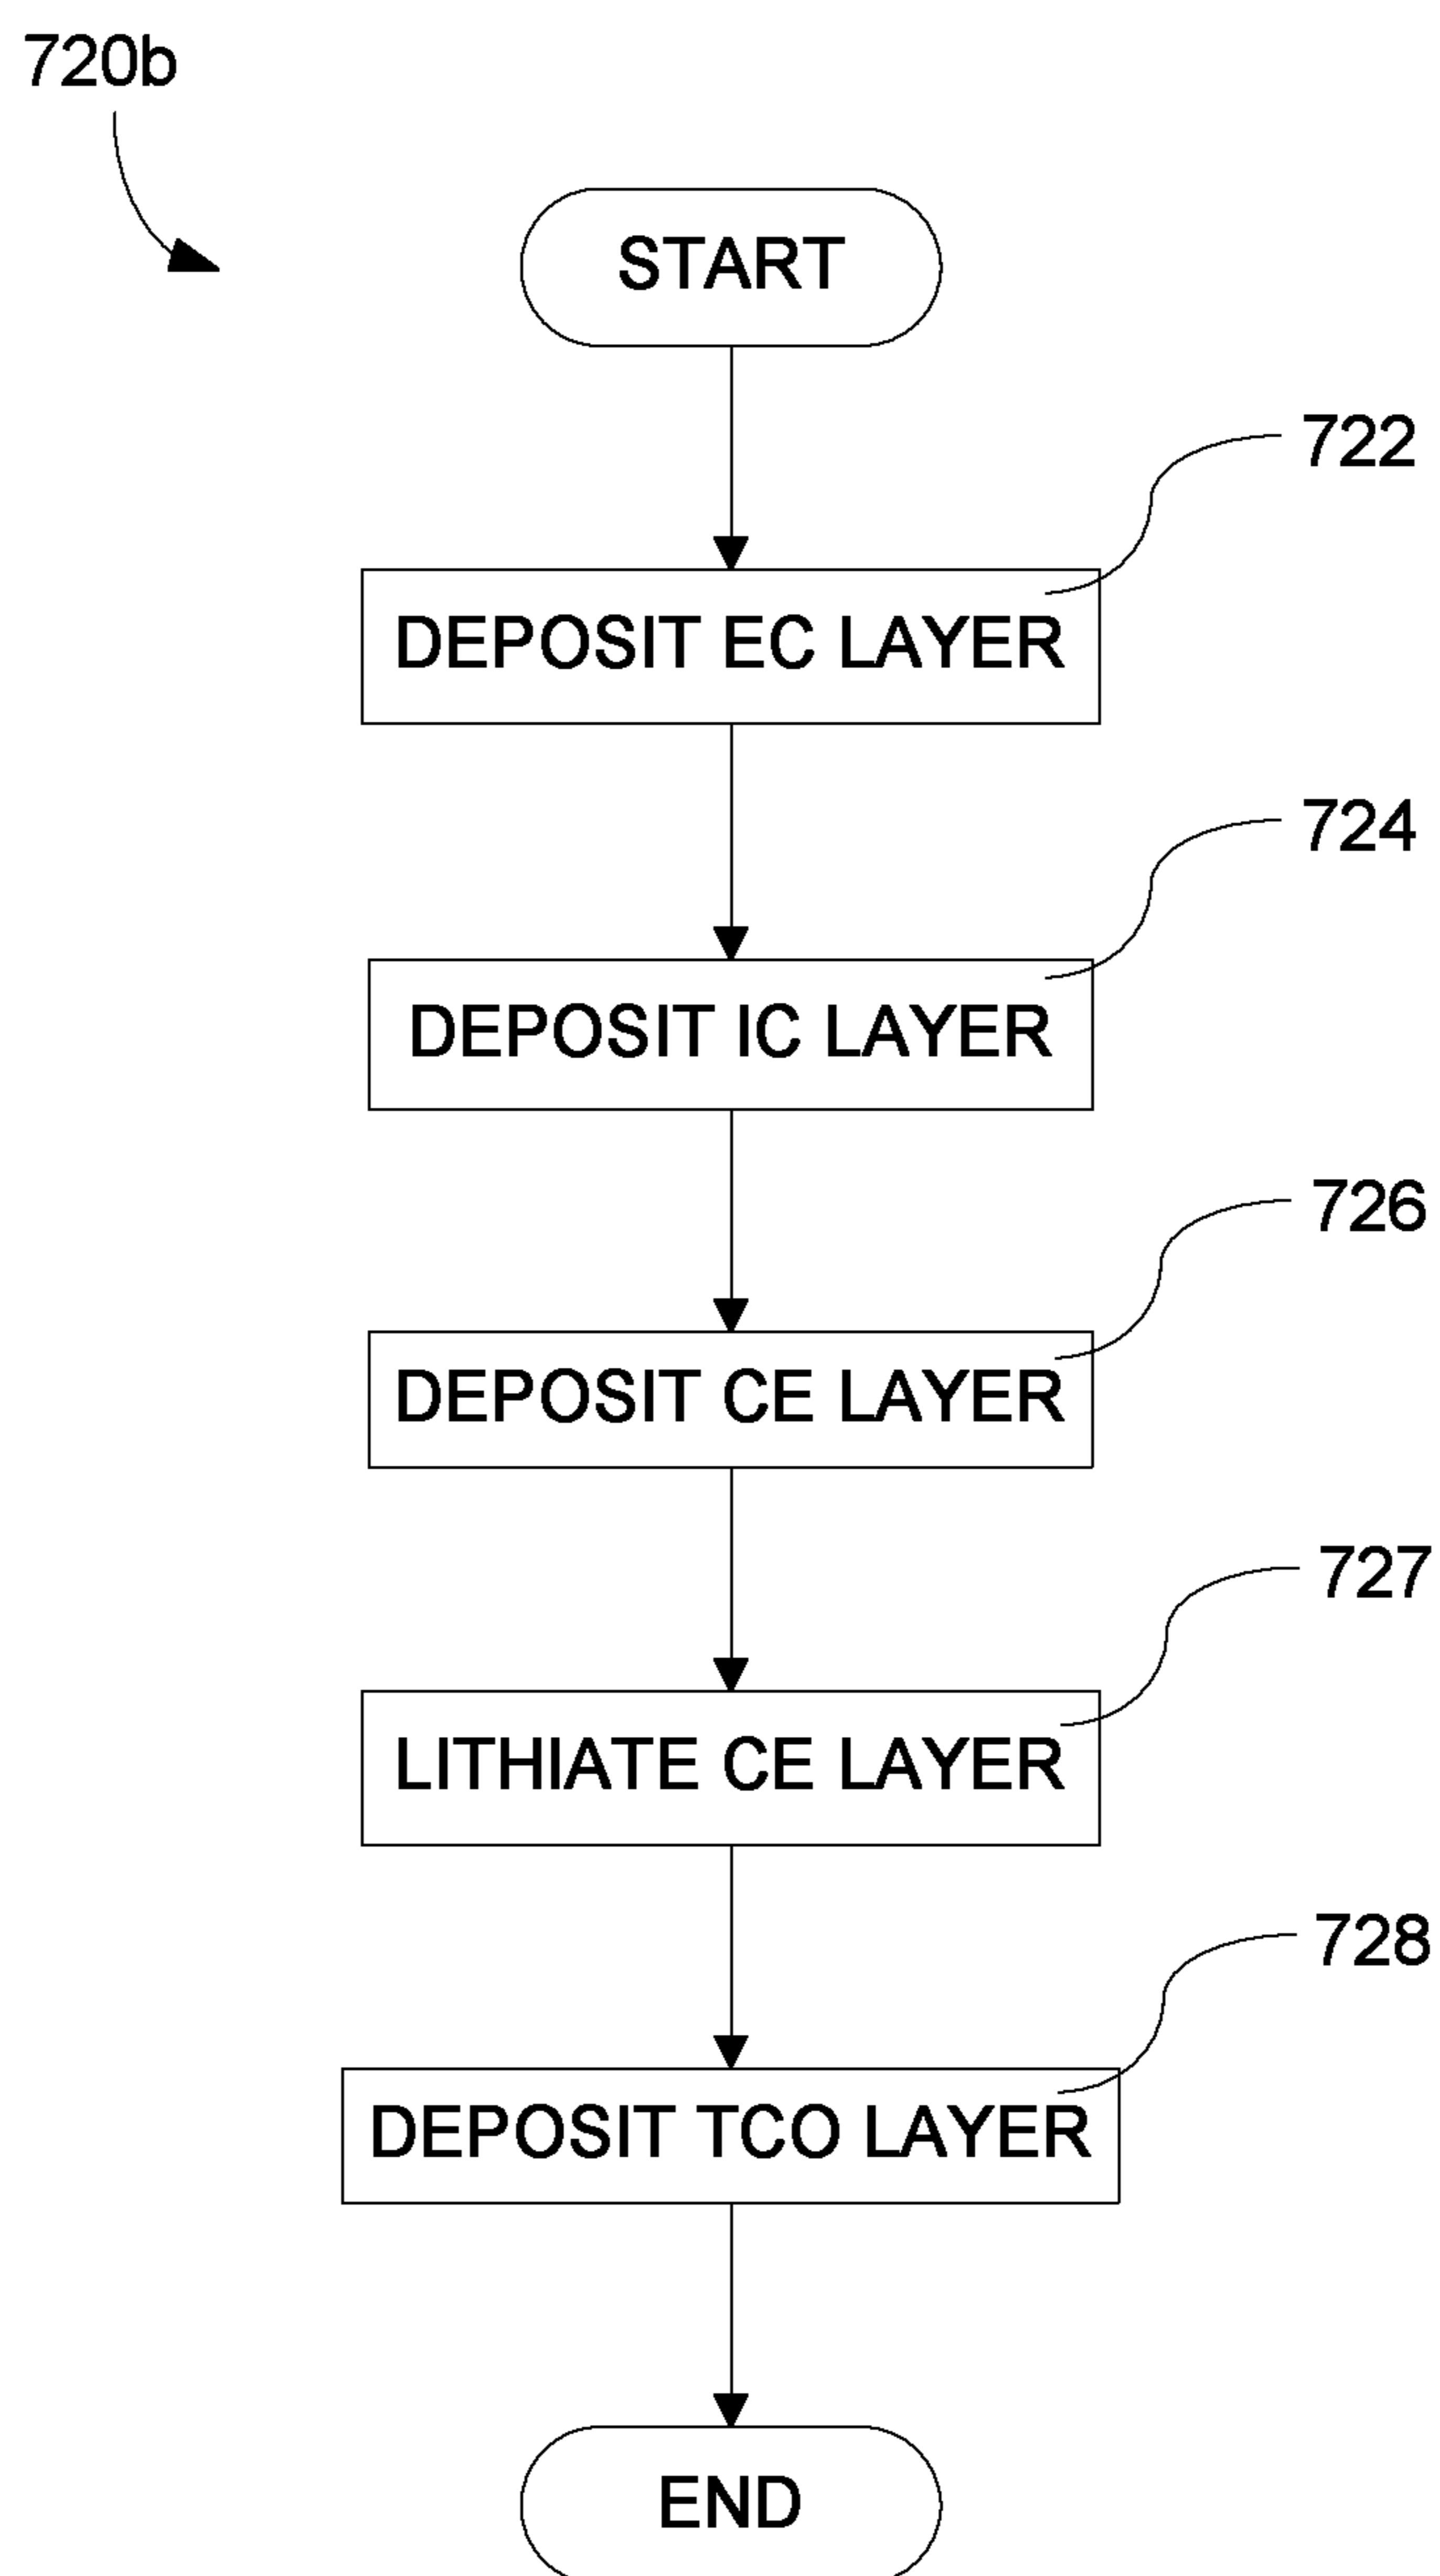 720b
START
722
DEPOSIT EC LAYER
724
DEPOSIT IC LAYER
726
DEPOSIT CE LAYER
727
LITHIATE CE LAYER
728
DEPOSIT TCO LAYER
END